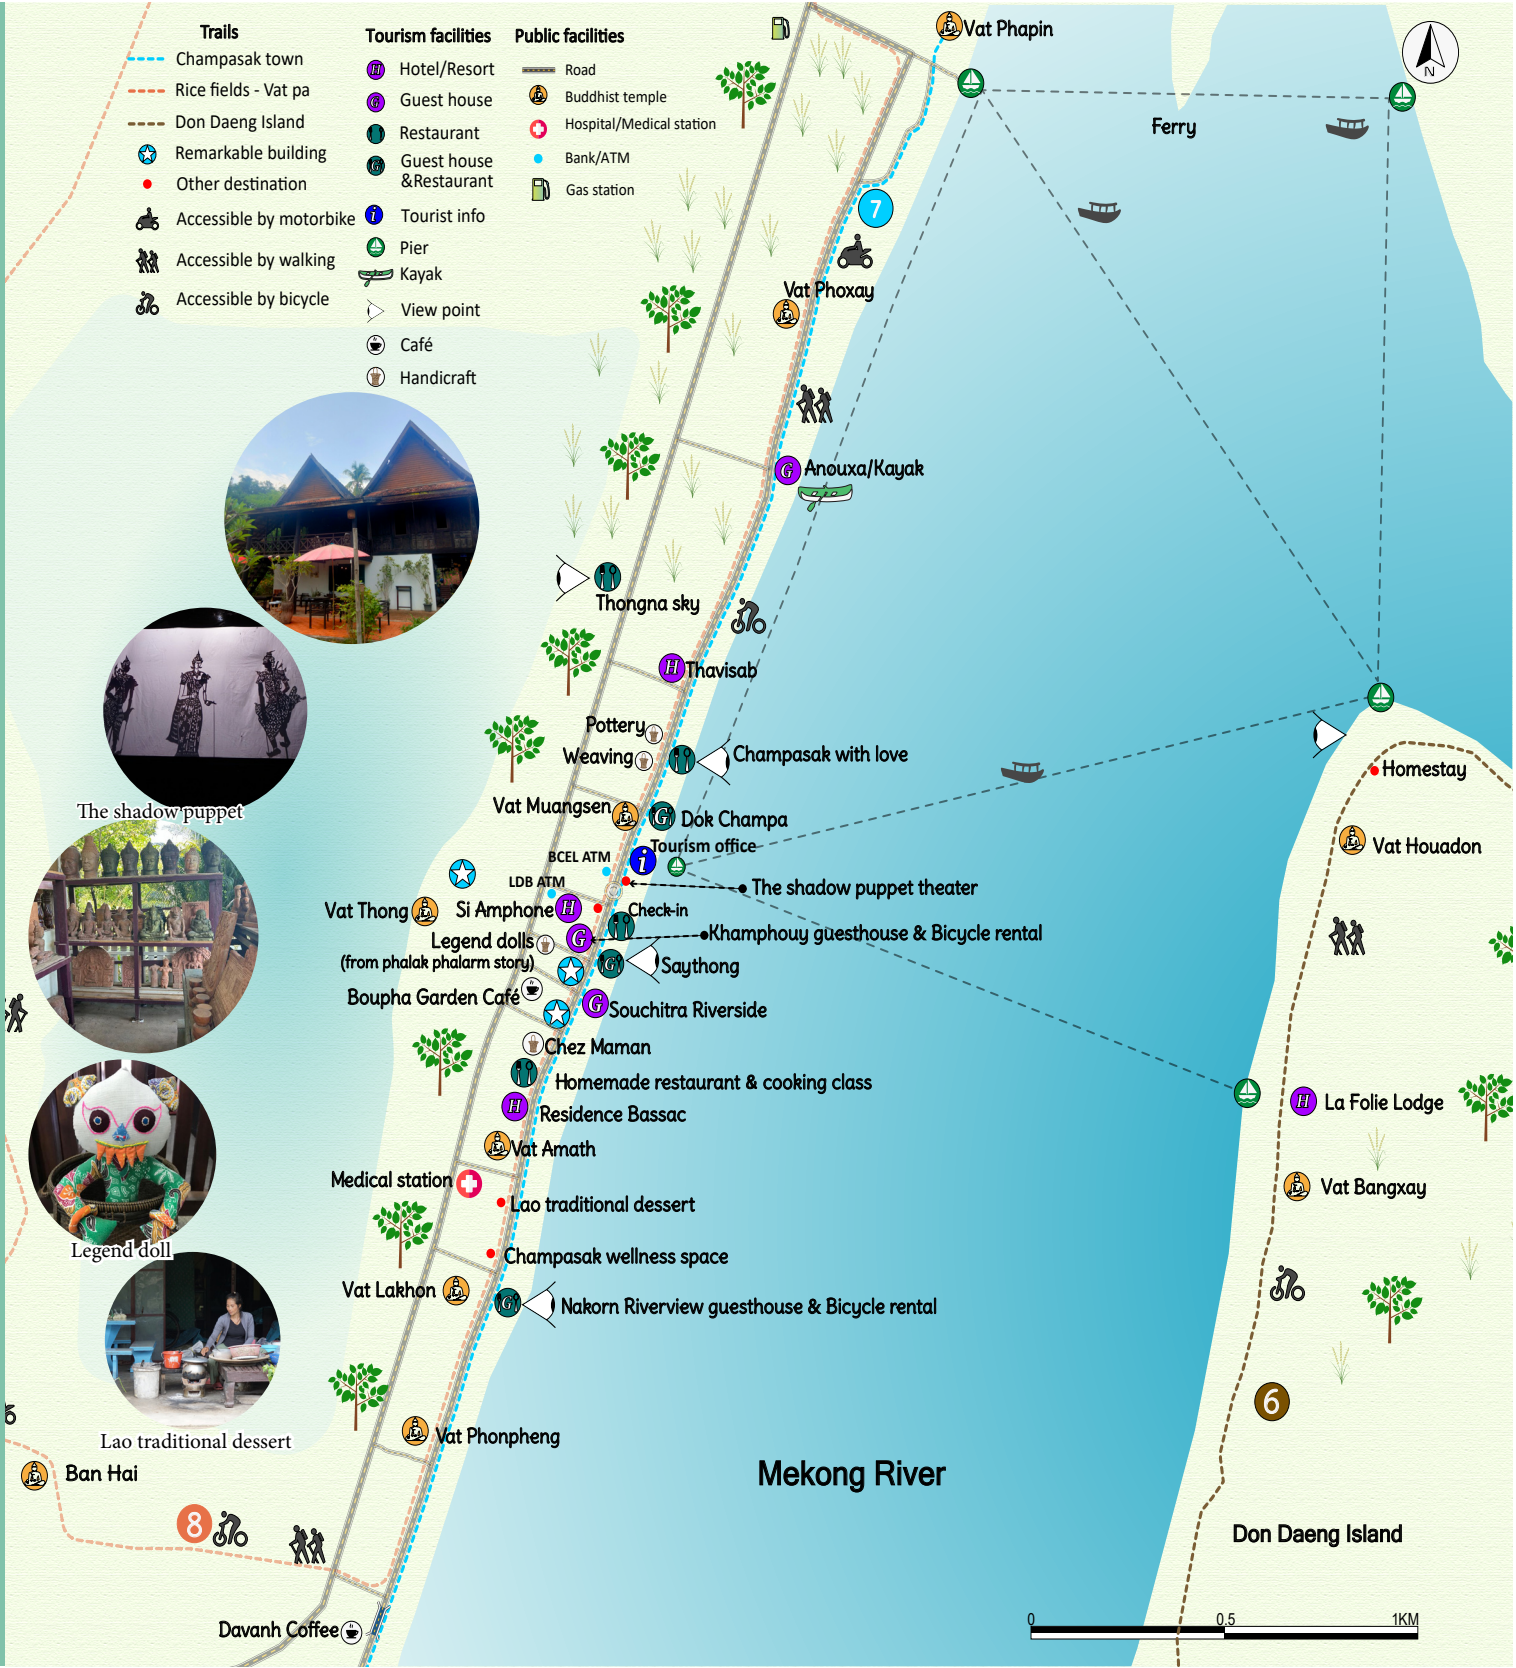 Trails
Champasak town
Rice fields - Vat pa
Don Daeng Island
Remarkable building
Other destination
Accessible by motorbike
Accessible by walking
Accessible by bicycle
Tourism facilities
H Hotel/Resort
G Guest house
Restaurant
G Guest house
&Restaurant
i Tourist info
Pier
Kayak
View point
Café
Handicraft
Public facilities
Road
Buddhist temple
Hospital/Medical station
Bank/ATM
Gas station
Vat Phapin
N
Ferry
7
Vat Phoxay
G Anouxa/Kayak
Thongna sky
H Thavisab
Pottery
Weaving
Champasak with love
Homestay
The shadow puppet
Vat Muangsen
G Dok Champa
Vat Houadon
Tourism office
BCEL ATM
i
LDB ATM
The shadow puppet theater
Vat Thong
Si Amphone H
Check-in
Legend dolls
(from phalak phalarm story)
G
Khamphouy guesthouse & Bicycle rental
G Saythong
Boupha Garden Café
G Souchitra Riverside
Chez Maman
Homemade restaurant & cooking class
H Residence Bassac
H La Folie Lodge
Vat Amath
Medical station
Vat Bangxay
Lao traditional dessert
Legend doll
Champasak wellness space
Vat Lakhon
G Nakorn Riverview guesthouse & Bicycle rental
6
Lao traditional dessert
Vat Phonpheng
Ban Hai
Mekong River
8
Don Daeng Island
Davanh Coffee
0 0.5 1KM